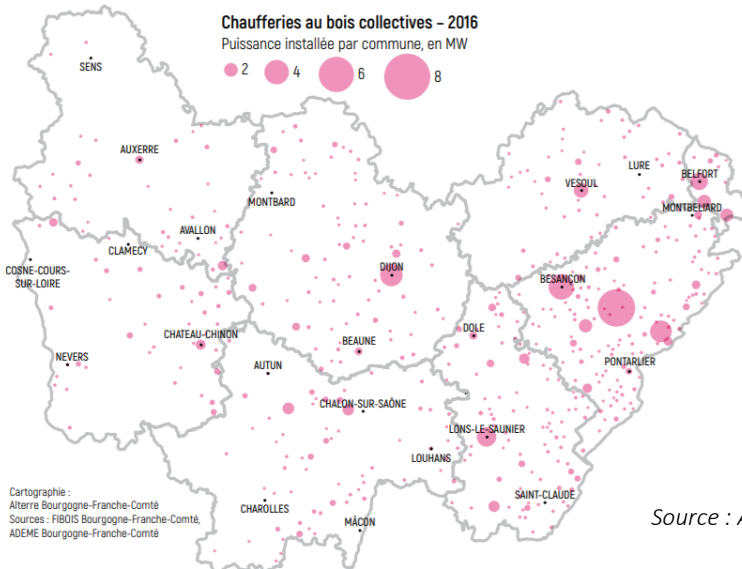 Chaufferies au bois collectives – 2016
Puissance installée par commune, en MW
2 4 6 8
SENS
AUXERRE
LURE
BELFORT
VESOUL
MONTBARD
MONTBÉLIARD
AVALLON
CLAMECY
COSNE-COURS-
SUR-LOIRE
DIJON
BESANÇON
DOLE
CHATEAU-CHINON
BEAUNE
NEVERS
AUTUN
PONTARLIER
CHALON-SUR-SAÔNE
LONS-LE-SAUNIER
LOUHANS
Cartographie :
Alterre Bourgogne-Franche-Comté
Sources : FIBOIS Bourgogne-Franche-Comté,
ADEME Bourgogne-Franche-Comté
CHAROLLES
SAINT-CLAUDE
MÂCON
Source : A